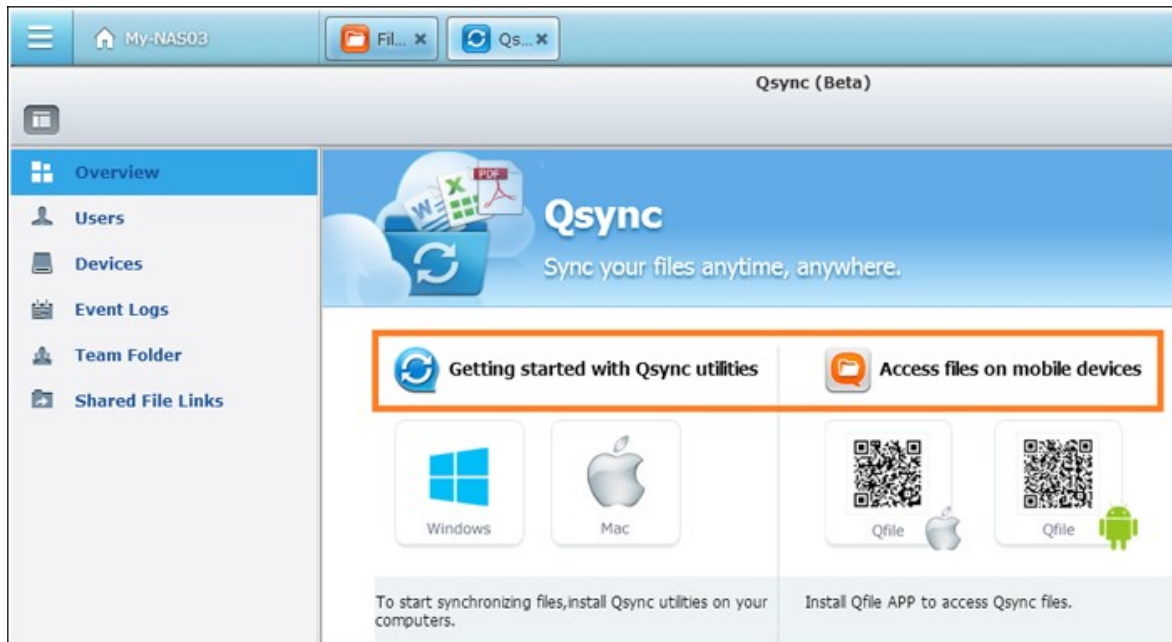 My-NAS03
Fil...
Qs...
Qsync (Beta)
Overview
Users
Devices
Event Logs
Team Folder
Shared File Links
PDF
W
X
Qsync
Sync your files anytime, anywhere.
Getting started with Qsync utilities
Access files on mobile devices
Windows
Mac
Qfile
Qfile
To start synchronizing files,install Qsync utilities on your
computers.
Install Qfile APP to access Qsync files.